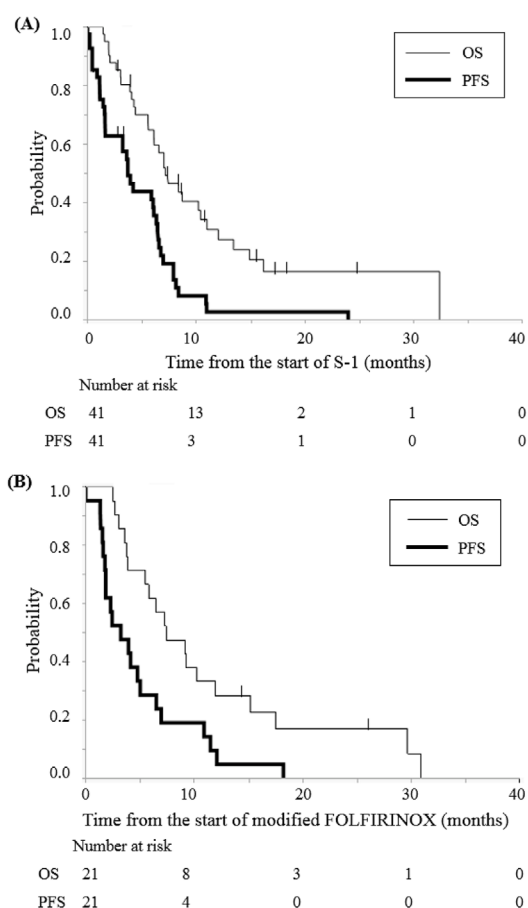 (A)
1.0
OS
PFS
0.8
0.6
Probability
0.4
0.2
0.0
0 10 20 30 40
Time from the start of S-1 (months)
Number at risk
OS 41 13 2 1 0
PFS 41 3 1 0 0
(B)
1.0
OS
PFS
0.8
0.6
Probability
0.4
0.2
0.0
0 10 20 30 40
Time from the start of modified FOLFIRINOX (months)
Number at risk
OS 21 8 3 1 0
PFS 21 4 0 0 0